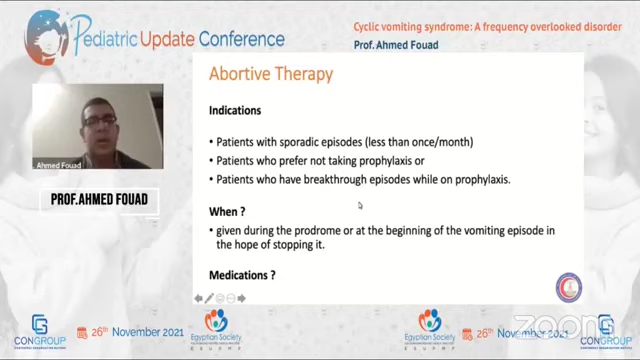 Pediatric Update Conference
Cyclic vomiting syndrome: A frequency overlooked disorder
Prof. Ahmed Fouad
Abortive Therapy
Indications
• Patients with sporadic episodes (less than once/month)
• Patients who prefer not taking prophylaxis or
• Patients who have breakthrough episodes while on prophylaxis.
When ?
• given during the prodrome or at the beginning of the vomiting episode in
the hope of stopping it.
Medications ?
Ahmed Fouad
PROF.AHMED FOUAD
CONGROUP
26th November 2021
Egyptian Society
CONGROUP
26th November 2021
Egyptian Society
zoom